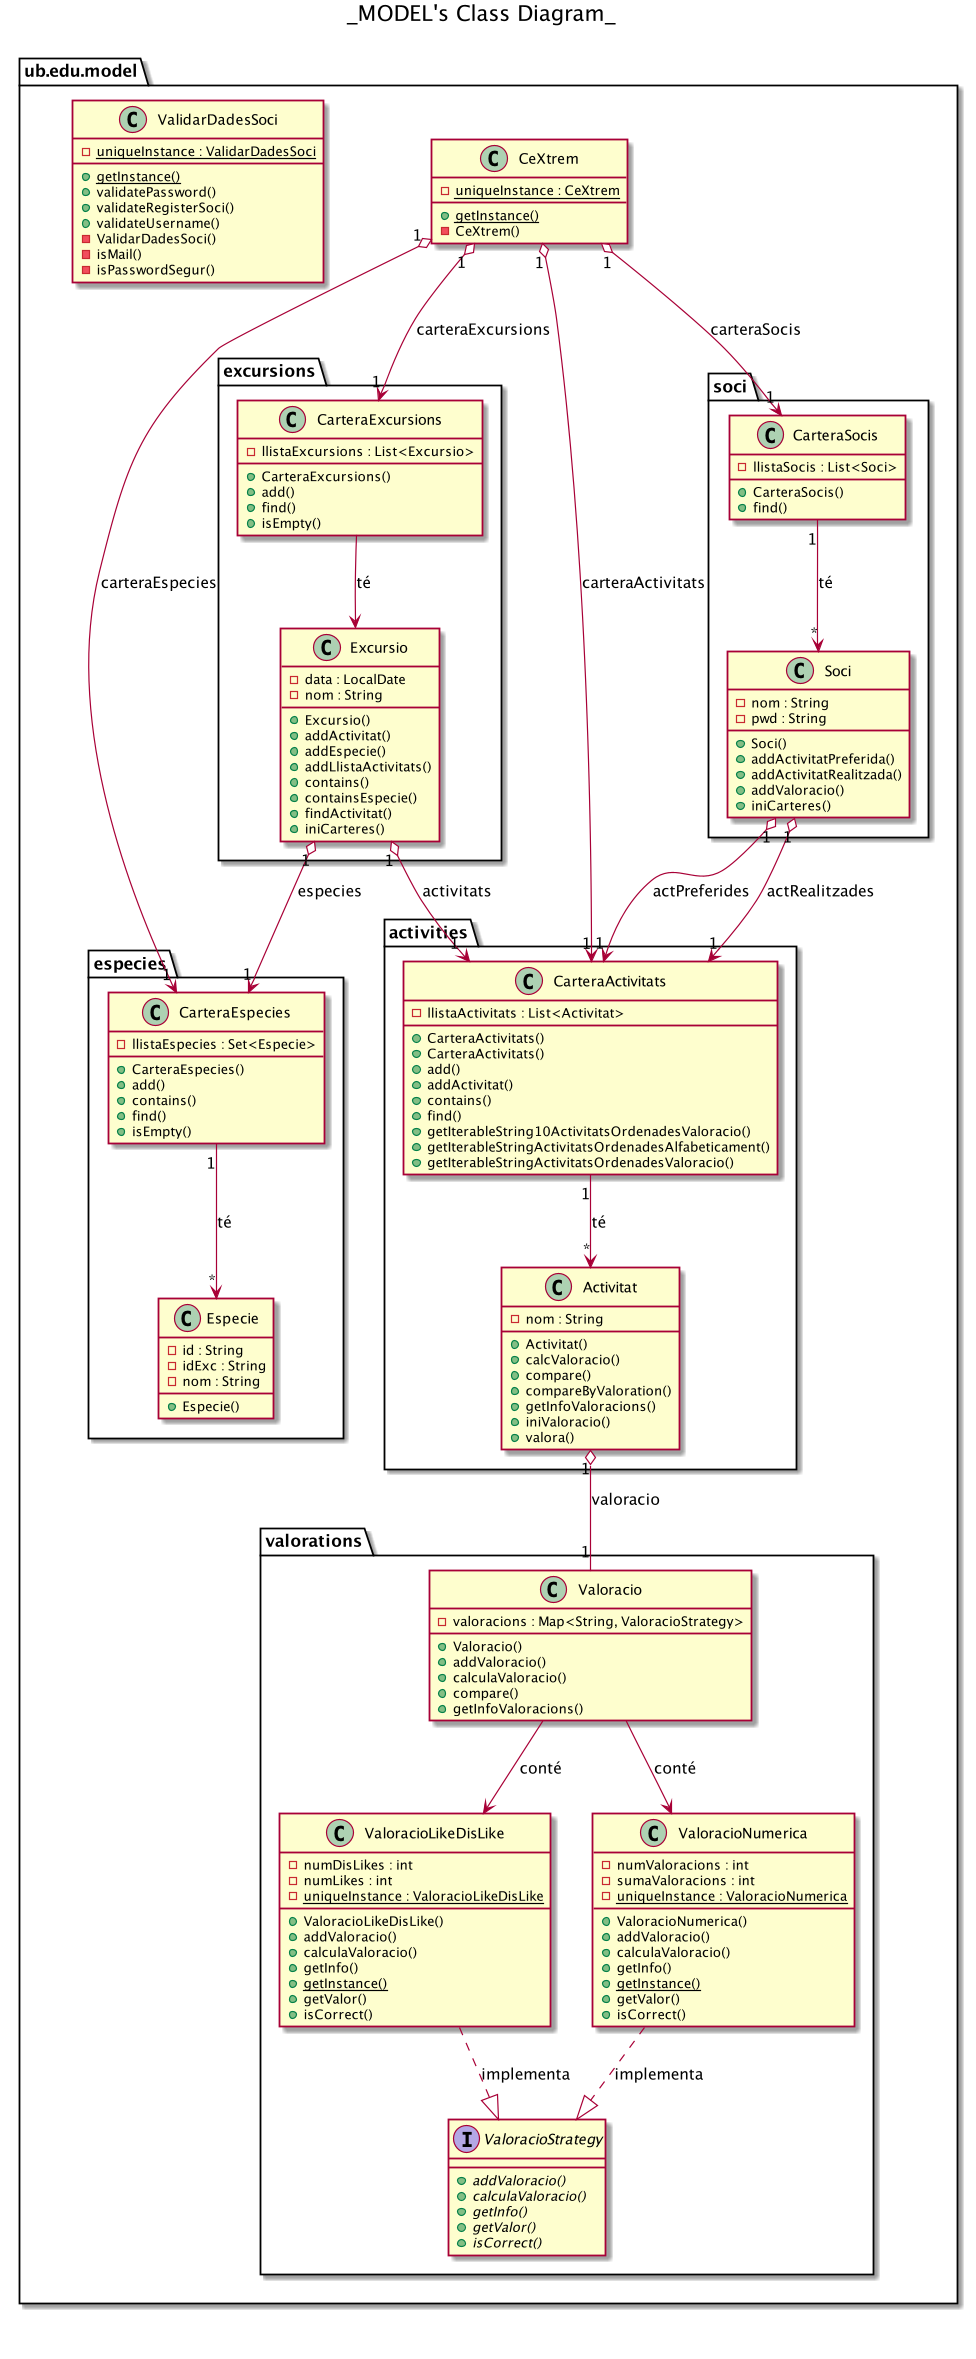 _MODEL's Class Diagram_
ub.edu.model
ValidarDadesSoci
uniqueInstance : ValidarDadesSoci
getInstance()
validatePassword()
validateRegisterSoci()
validateUsername()
ValidarDadesSoci()
isMail()
isPasswordSegur()
CeXtrem
uniqueInstance : CeXtrem
getInstance()
CeXtrem()
1
1
1
1
carteraExcursions
carteraSocis
1
1
excursions
CarteraExcursions
llistaExcursions : List<Excursio>
CarteraExcursions()
add()
find()
isEmpty()
soci
CarteraSocis
llistaSocis : List<Soci>
CarteraSocis()
find()
1
carteraEspecies
té
carteraActivitats
té
*
Excursio
data : LocalDate
nom : String
Excursio()
addActivitat()
addEspecie()
addLlistaActivitats()
contains()
containsEspecie()
findActivitat()
iniCarteres()
Soci
nom : String
pwd : String
Soci()
addActivitatPreferida()
addActivitatRealitzada()
addValoracio()
iniCarteres()
1
1
1
1
especies
activitats
actPreferides
actRealitzades
1
1
1
1
1
1
especies
CarteraEspecies
llistaEspecies : Set<Especie>
CarteraEspecies()
add()
contains()
find()
isEmpty()
activities
CarteraActivitats
llistaActivitats : List<Activitat>
CarteraActivitats()
CarteraActivitats()
add()
addActivitat()
contains()
find()
getIterableString10ActivitatsOrdenadesValoracio()
getIterableStringActivitatsOrdenadesAlfabeticament()
getIterableStringActivitatsOrdenadesValoracio()
1
té
*
1
té
*
Especie
id : String
idExc : String
nom : String
Especie()
Activitat
nom : String
Activitat()
calcValoracio()
compare()
compareByValoration()
getInfoValoracions()
iniValoracio()
valora()
1
valoracio
1
valorations
Valoracio
valoracions : Map<String, ValoracioStrategy>
Valoracio()
addValoracio()
calculaValoracio()
compare()
getInfoValoracions()
conté
conté
ValoracioLikeDisLike
numDisLikes : int
numLikes : int
uniqueInstance : ValoracioLikeDisLike
ValoracioLikeDisLike()
addValoracio()
calculaValoracio()
getInfo()
getInstance()
getValor()
isCorrect()
ValoracioNumerica
numValoracions : int
sumaValoracions : int
uniqueInstance : ValoracioNumerica
ValoracioNumerica()
addValoracio()
calculaValoracio()
getInfo()
getInstance()
getValor()
isCorrect()
implementa
implementa
ValoracioStrategy
addValoracio()
calculaValoracio()
getInfo()
getValor()
isCorrect()